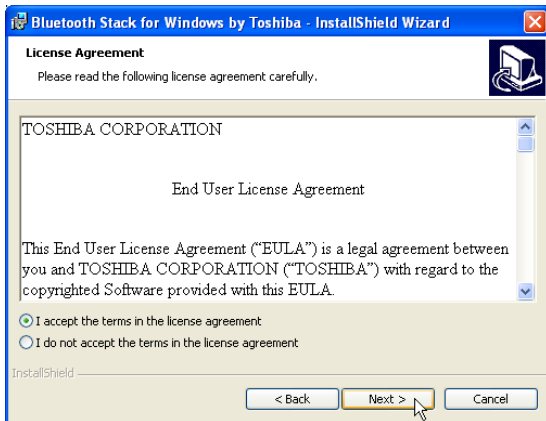 Bluetooth Stack for Windows by Toshiba - InstallShield Wizard
License Agreement
Please read the following license agreement carefully.
TOSHIBA CORPORATION
End User License Agreement
This End User License Agreement (“EULA”) is a legal agreement between
you and TOSHIBA CORPORATION (“TOSHIBA”) with regard to the
copyrighted Software provided with this EULA.
I accept the terms in the license agreement
I do not accept the terms in the license agreement
InstallShield
< Back Next > Cancel